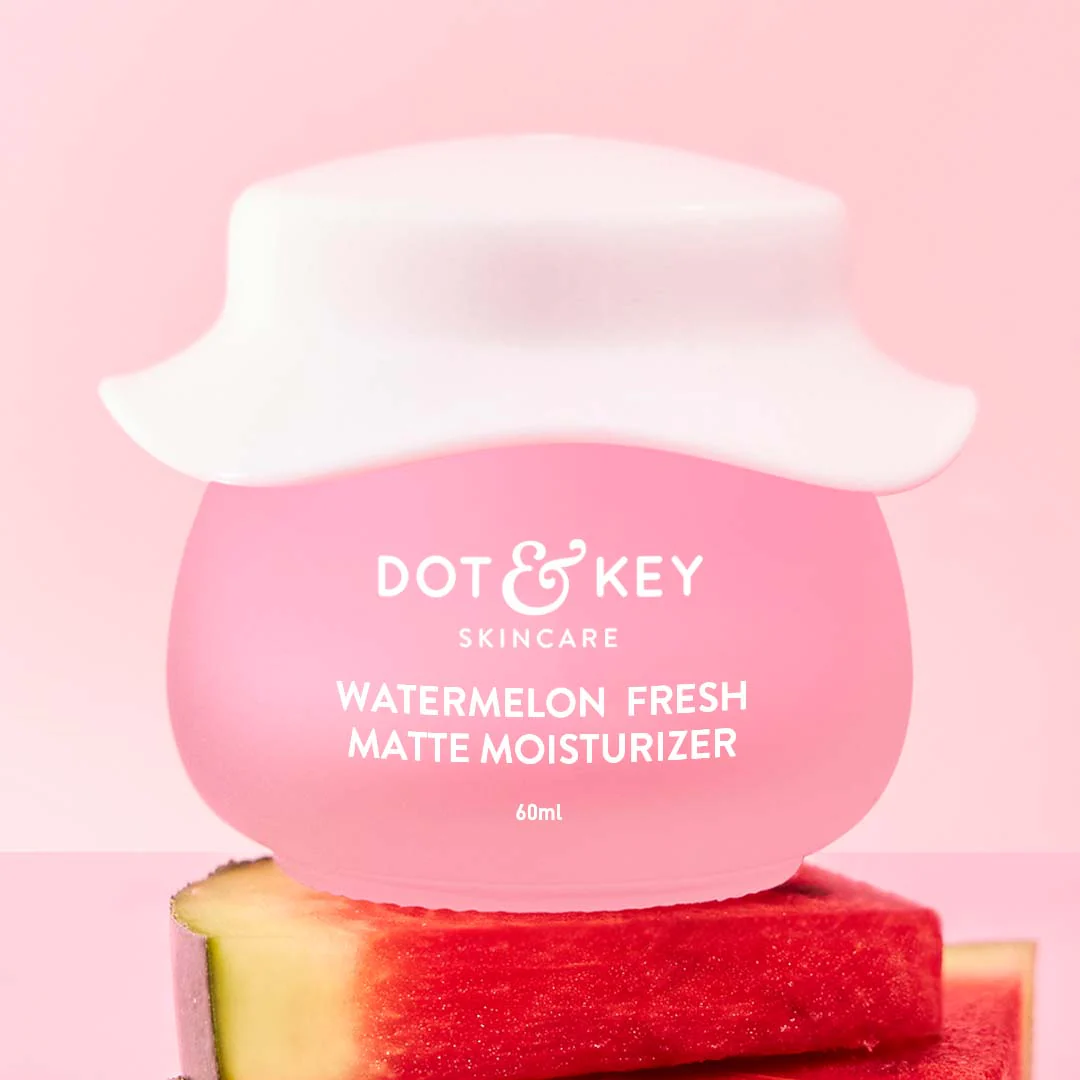 DOT & KEY
SKINCARE
WATERMELON FRESH
MATTE MOISTURIZER
60ml